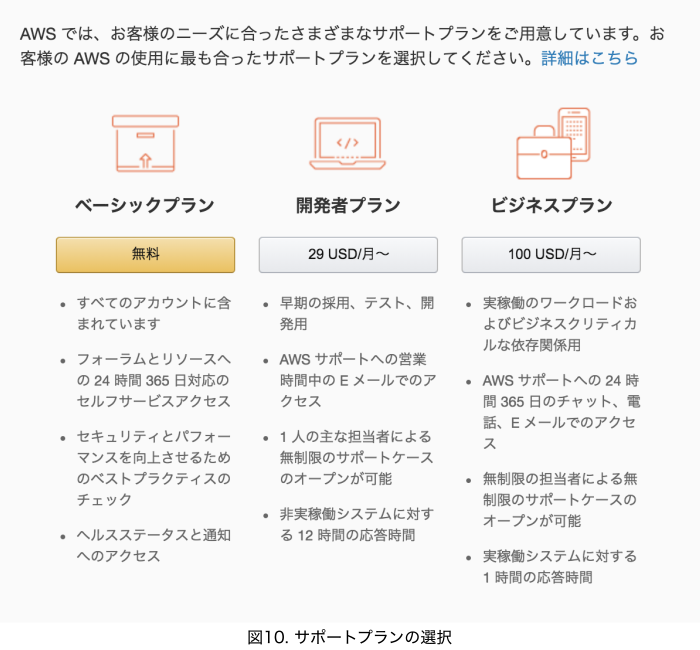 AWS では、お客様のニーズに合ったさまざまなサポートプランをご用意しています。お
客様の AWS の使用に最も合ったサポートプランを選択してください。詳細はこちら
</>
ベーシックプラン
無料
・ すべてのアカウントに含
まれています
・ フォーラムとリソースへ
の 24 時間 365 日対応の
セルフサービスアクセス
・ セキュリティとパフォー
マンスを向上させるため
のベストプラクティスの
チェック
・ ヘルスステータスと通知
へのアクセス
開発者プラン
29 USD/月～
・ 早期の採用、テスト、開
発用
・ AWS サポートへの営業
時間中の E メールでのア
クセス
・ 1 人の主な担当者による
無制限のサポートケース
のオープンが可能
・ 非実稼働システムに対す
る 12 時間の応答時間
ビジネスプラン
100 USD/月～
・ 実稼働のワークロードお
よびビジネスクリティカ
ルな依存関係用
・ AWS サポートへの 24 時
間 365 日のチャット、電
話、E メールでのアクセ
ス
・ 無制限の担当者による無
制限のサポートケースの
オープンが可能
・ 実稼働システムに対する
1 時間の応答時間
図10. サポートプランの選択